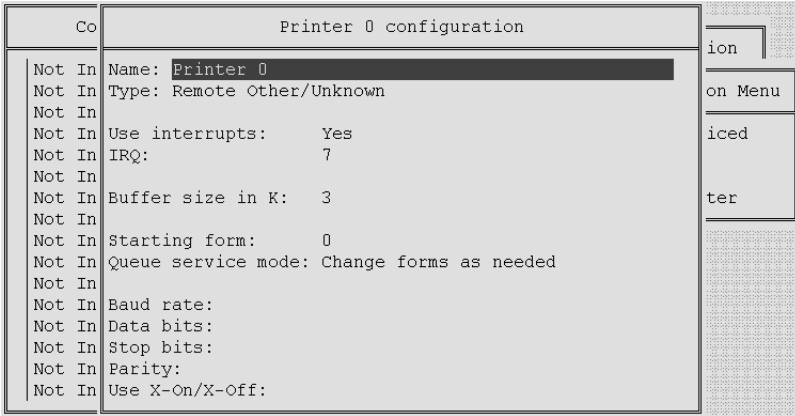 Co
Printer 0 configuration
ion
Not In Name: Printer 0
Not In Type: Remote Other/Unknown
on Menu
Not In
Not In Use interrupts: Yes
iced
Not In IRQ: 7
Not In
Not In Buffer size in K: 3
ter
Not In
Not In Starting form: 0
Not In Queue service mode: Change forms as needed
Not In
Not In Baud rate:
Not In Data bits:
Not In Stop bits:
Not In Parity:
Not In Use X-On/X-Off: